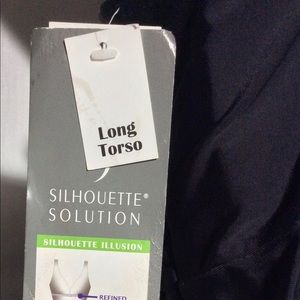 Long
Torso
SILHOUETTE®
SOLUTION
SILHOUETTE ILLUSION
REFINED